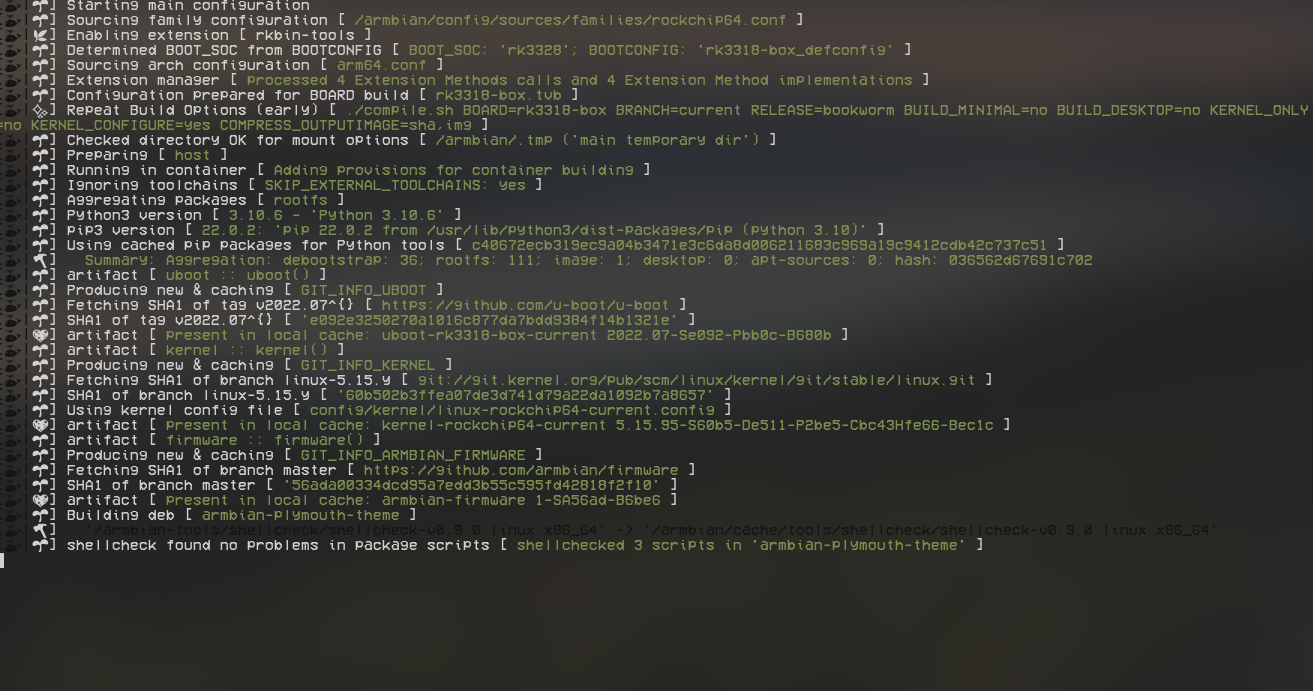 ] Starting main configuration
] Sourcing family configuration [ /armbian/config/sources/families/rockchip64.conf ]
] Enabling extension [ rkbin-tools ]
] Determined BOOT_SOC from BOOTCONFIG [ BOOT_SOC: 'rk3328'; BOOTCONFIG: 'rk3318-box_defconfig' ]
] Sourcing arch configuration [ arm64.conf ]
] Extension manager [ processed 4 Extension Methods calls and 4 Extension Method implementations ]
] Configuration prepared for BOARD build [ rk3318-box.tvb ]
] Repeat Build Options (early) [ ./compile.sh BOARD=rk3318-box BRANCH=current RELEASE=bookworm BUILD_MINIMAL=no BUILD_DESKTOP=no KERNEL_ONLY
=no KERNEL_CONFIGURE=yes COMPRESS_OUTPUTIMAGE=sha,img ]
] Checked directory OK for mount options [ /armbian/.tmp ('main temporary dir') ]
] Preparing [ host ]
] Running in container [ Adding provisions for container building ]
] Ignoring toolchains [ SKIP_EXTERNAL_TOOLCHAINS: yes ]
] Aggregating packages [ rootfs ]
] Python3 version [ 3.10.6 - 'Python 3.10.6' ]
] pip3 version [ 22.0.2: 'pip 22.0.2 from /usr/lib/python3/dist-packages/pip (python 3.10)' ]
] Using cached pip packages for Python tools [ c40672ecb319ec9a04b3471e3c6da8d006211683c969a19c9412cdb42c737c51 ]
] Summary: Aggregation: debootstrap: 36; rootfs: 111; image: 1; desktop: 0; apt-sources: 0; hash: 036562d67691c702
] artifact [ uboot :: uboot() ]
] Producing new & caching [ GIT_INFO_UBOOT ]
] Fetching SHA1 of tag v2022.07^{} [ https://github.com/u-boot/u-boot ]
] SHA1 of tag v2022.07^{} [ 'e092e3250270a1016c877da7bdd9384f14b1321e' ]
] artifact [ present in local cache: uboot-rk3318-box-current 2022.07-Se092-Pbb0c-B680b ]
] artifact [ kernel :: kernel() ]
] Producing new & caching [ GIT_INFO_KERNEL ]
] Fetching SHA1 of branch linux-5.15.y [ git://git.kernel.org/pub/scm/linux/kernel/git/stable/linux.git ]
] SHA1 of branch linux-5.15.y [ '60b502b3ffea07de3d741d79a22da1092b7a8657' ]
] Using kernel config file [ config/kernel/linux-rockchip64-current.config ]
] artifact [ present in local cache: kernel-rockchip64-current 5.15.95-S60b5-De511-P2be5-Cbc43Hfe66-Bec1c ]
] artifact [ firmware :: firmware() ]
] Producing new & caching [ GIT_INFO_ARMBIAN_FIRMWARE ]
] Fetching SHA1 of branch master [ https://github.com/armbian/firmware ]
] SHA1 of branch master [ '56ada00334dcd95a7edd3b55c595fd42818f2f10' ]
] artifact [ present in local cache: armbian-firmware 1-SA56ad-B6be6 ]
] Building deb [ armbian-plymouth-theme ]
] '/armbian-tools/shellcheck/shellcheck-v0.9.0.linux.x86_64' -> '/armbian/cache/tools/shellcheck/shellcheck-v0.9.0.linux.x86_64'
] shellcheck found no problems in package scripts [ shellchecked 3 scripts in 'armbian-plymouth-theme' ]